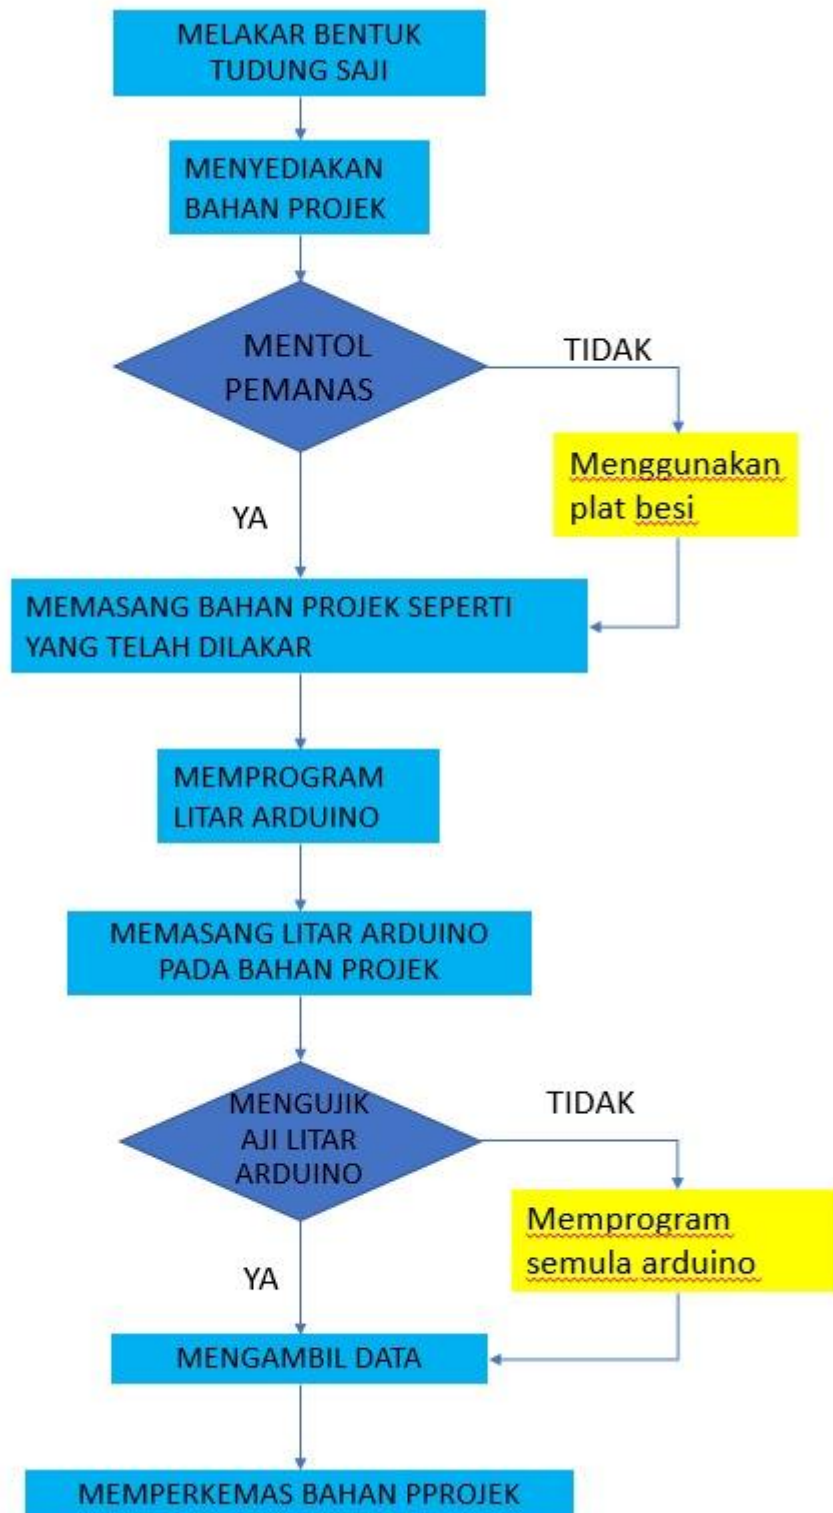 MELAKAR BENTUK
TUDUNG SAJI
MENYEDIAKAN
BAHAN PROJEK
MENTOL
PEMANAS
TIDAK
Menggunakan
plat besi
YA
MEMASANG BAHAN PROJEK SEPERTI
YANG TELAH DILAKAR
MEMPROGRAM
LITAR ARDUINO
MEMASANG LITAR ARDUINO
PADA BAHAN PROJEK
MENGUJIK
AJI LITAR
ARDUINO
TIDAK
Memprogram
semula arduino
YA
MENGAMBIL DATA
MEMPERKEMAS BAHAN PPROJEK